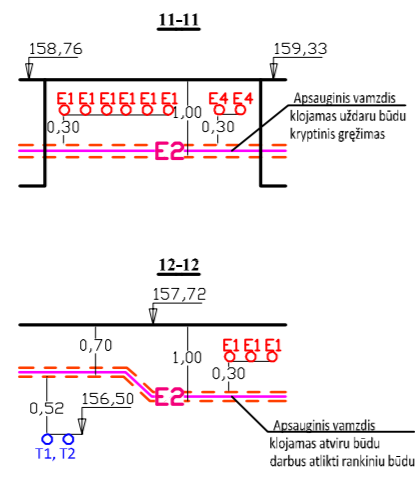 11-11
158,76
159,33
E1 E1 E1 E1 E1 E1
E4 E4
1,00
0,30
0,30
E2
Apsauginis vamzdis
klojamas uždaru būdu
kryptinis gręžimas
12-12
157,72
E1 E1 E1
0,70
1,00
0,30
0,52
156,50
E2
T1, T2
Apsauginis vamzdis
klojamas atviru būdu
darbus atlikti rankiniu būdu